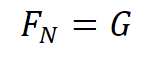 F_N = G